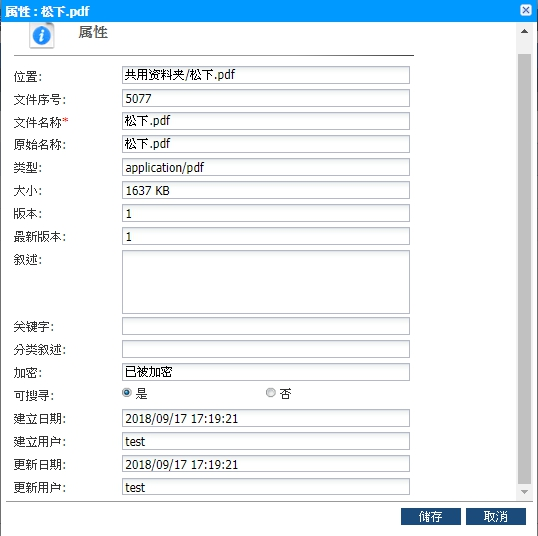 属性 : 松下.pdf
属性
位置: 共用资料夹/松下.pdf
文件序号: 5077
文件名称* 松下.pdf
原始名称: 松下.pdf
类型: application/pdf
大小: 1637 KB
版本: 1
最新版本: 1
叙述:
关键字:
分类叙述:
加密: 已被加密
可搜寻: 是 否
建立日期: 2018/09/17 17:19:21
建立用户: test
更新日期: 2018/09/17 17:19:21
更新用户: test
储存 取消